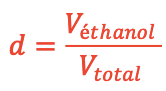 d = V_éthanol / V_total